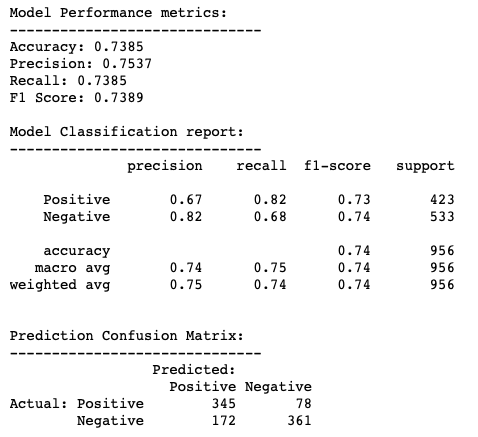 Model Performance metrics:
------------------------------
Accuracy: 0.7385
Precision: 0.7537
Recall: 0.7385
F1 Score: 0.7389

Model Classification report:
------------------------------
              precision    recall  f1-score   support

    Positive       0.67      0.82      0.73       423
    Negative       0.82      0.68      0.74       533

    accuracy                           0.74       956
   macro avg       0.74      0.75      0.74       956
weighted avg       0.75      0.74      0.74       956

Prediction Confusion Matrix:
------------------------------
                 Predicted:
                   Positive Negative
Actual: Positive        345       78
        Negative        172      361